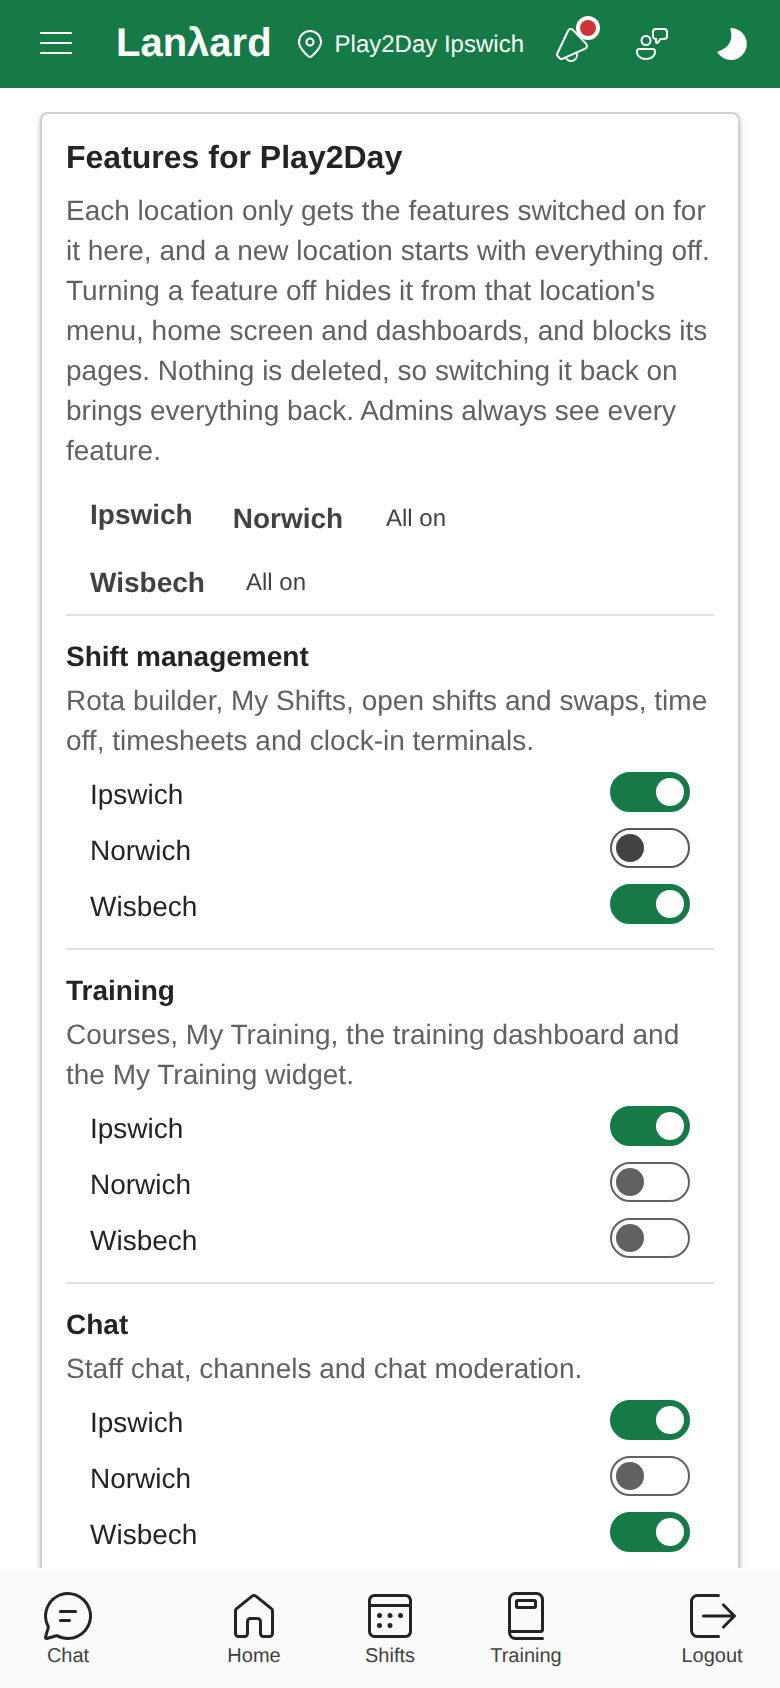 Lanλard
Play2Day Ipswich
Features for Play2Day
Each location only gets the features switched on for
it here, and a new location starts with everything off.
Turning a feature off hides it from that location's
menu, home screen and dashboards, and blocks its
pages. Nothing is deleted, so switching it back on
brings everything back. Admins always see every
feature.
Ipswich Norwich All on
Wisbech All on
Shift management
Rota builder, My Shifts, open shifts and swaps, time
off, timesheets and clock-in terminals.
Ipswich
Norwich
Wisbech
Training
Courses, My Training, the training dashboard and
the My Training widget.
Ipswich
Norwich
Wisbech
Chat
Staff chat, channels and chat moderation.
Ipswich
Norwich
Wisbech
Chat Home Shifts Training Logout